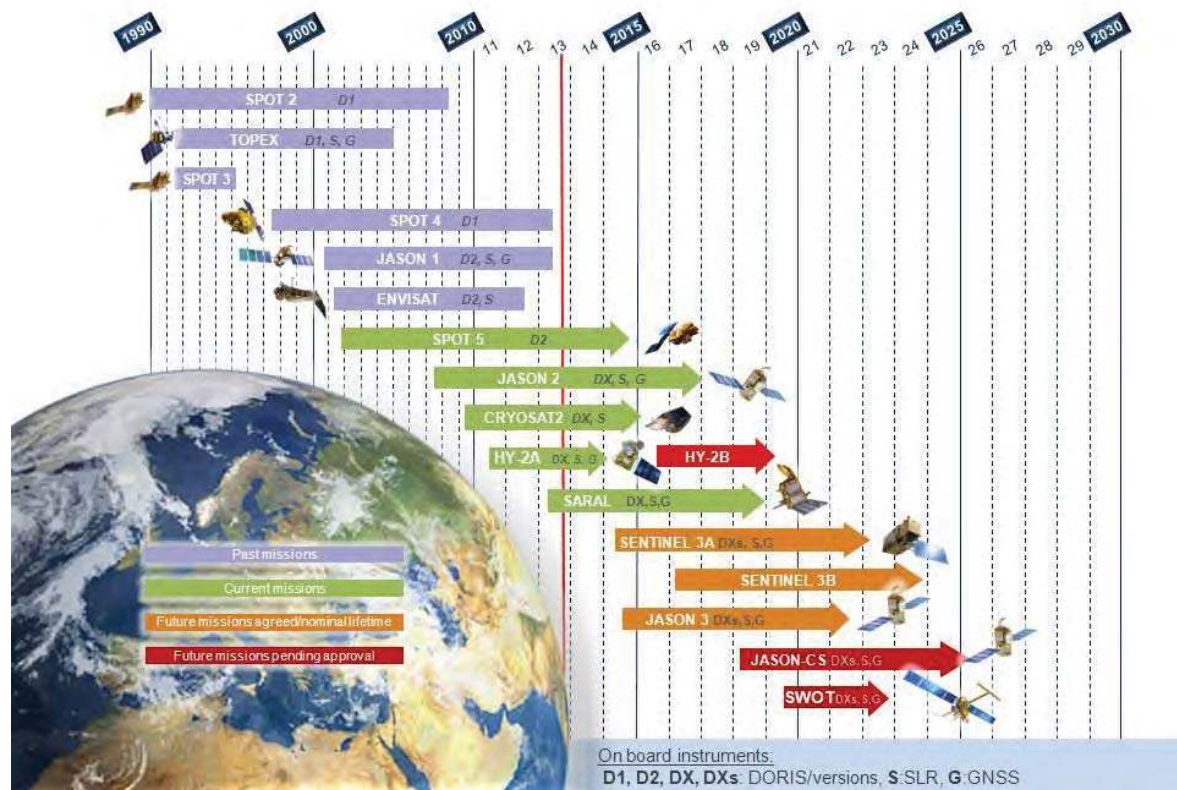 1990
2000
2010
11
12
13
14
2015
16
17
18
19
2020
21
22
23
24
2025
26
27
28
29
2030
SPOT 2 D1
TOPEX D1, S, G
SPOT 3
SPOT 4 D1
JASON 1 D2, S, G
ENVISAT D2, S
SPOT 5 D2
JASON 2 DX, S, G
CRYOSAT2 DX, S
HY-2A DX, S, G
HY-2B
SARAL DX,S,G
SENTINEL 3A DXs, S,G
SENTINEL 3B
JASON 3 DXs,S,G
JASON-CS DXs,S,G
SWOT DXs,S,G
Past missions
Current missions
Future missions agreed/nominal lifetime
Future missions pending approval
On board instruments:
D1, D2, DX, DXs: DORIS/versions, S:SLR, G:GNSS